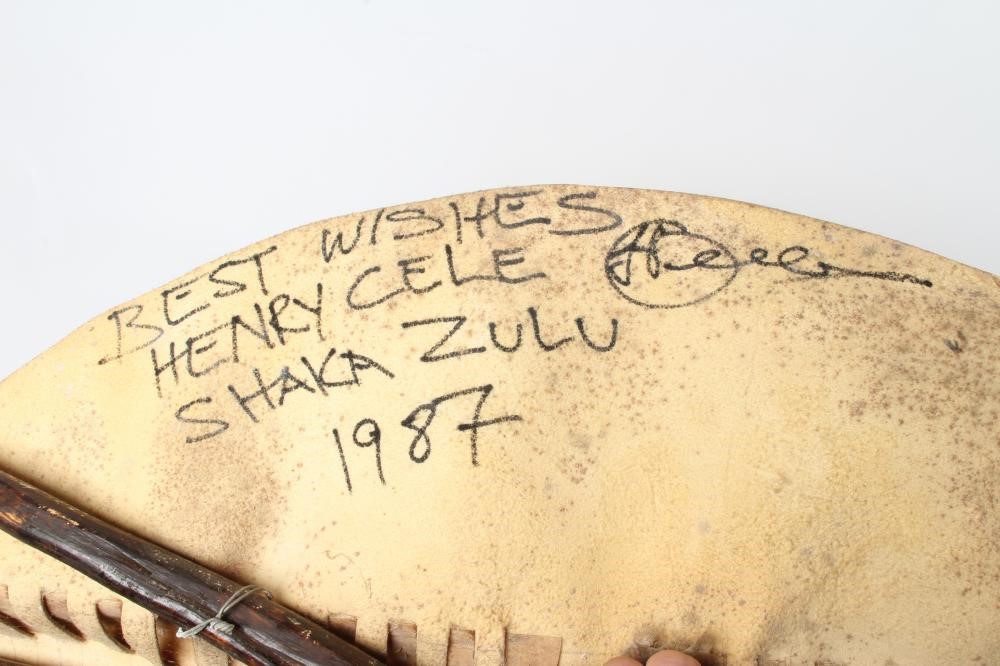 BEST WISHES
HENRY CELE
SHAKA ZULU
1987